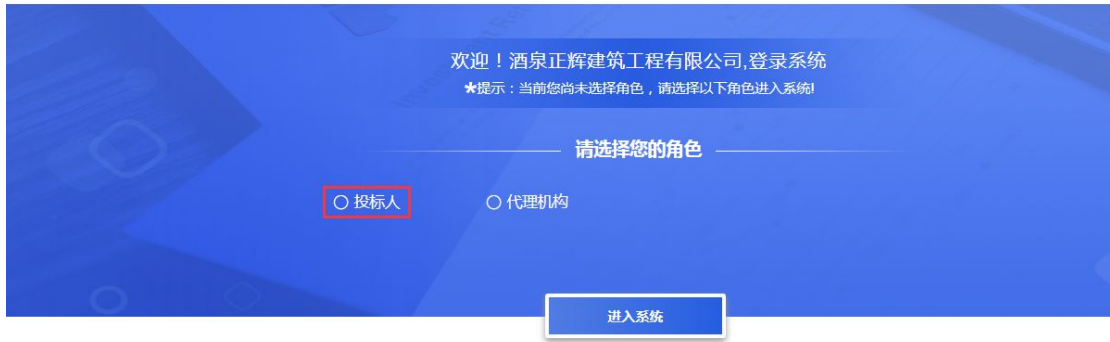 欢迎！酒泉正辉建筑工程有限公司,登录系统
*提示：当前您尚未选择角色，请选择以下角色进入系统!
请选择您的角色
投标人 代理机构
进入系统